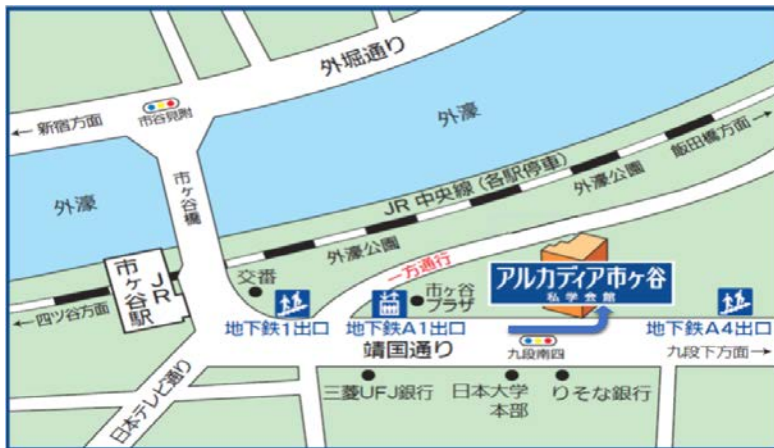 外堀通り
←新宿方面
市谷見附
外濠
飯田橋方面→
市ヶ谷橋
外濠
JR 中央線(各駅停車)
外濠公園
外濠公園
一方通行
JR
市ヶ谷駅
交番
市ヶ谷
プラザ
アルカディア市ヶ谷
私学会館
←四ツ谷方面
地下鉄1出口
地下鉄A1出口
地下鉄A4出口
靖国通り
九段南四
九段下方面→
日本テレビ通り
三菱UFJ銀行
日本大学
本部
りそな銀行